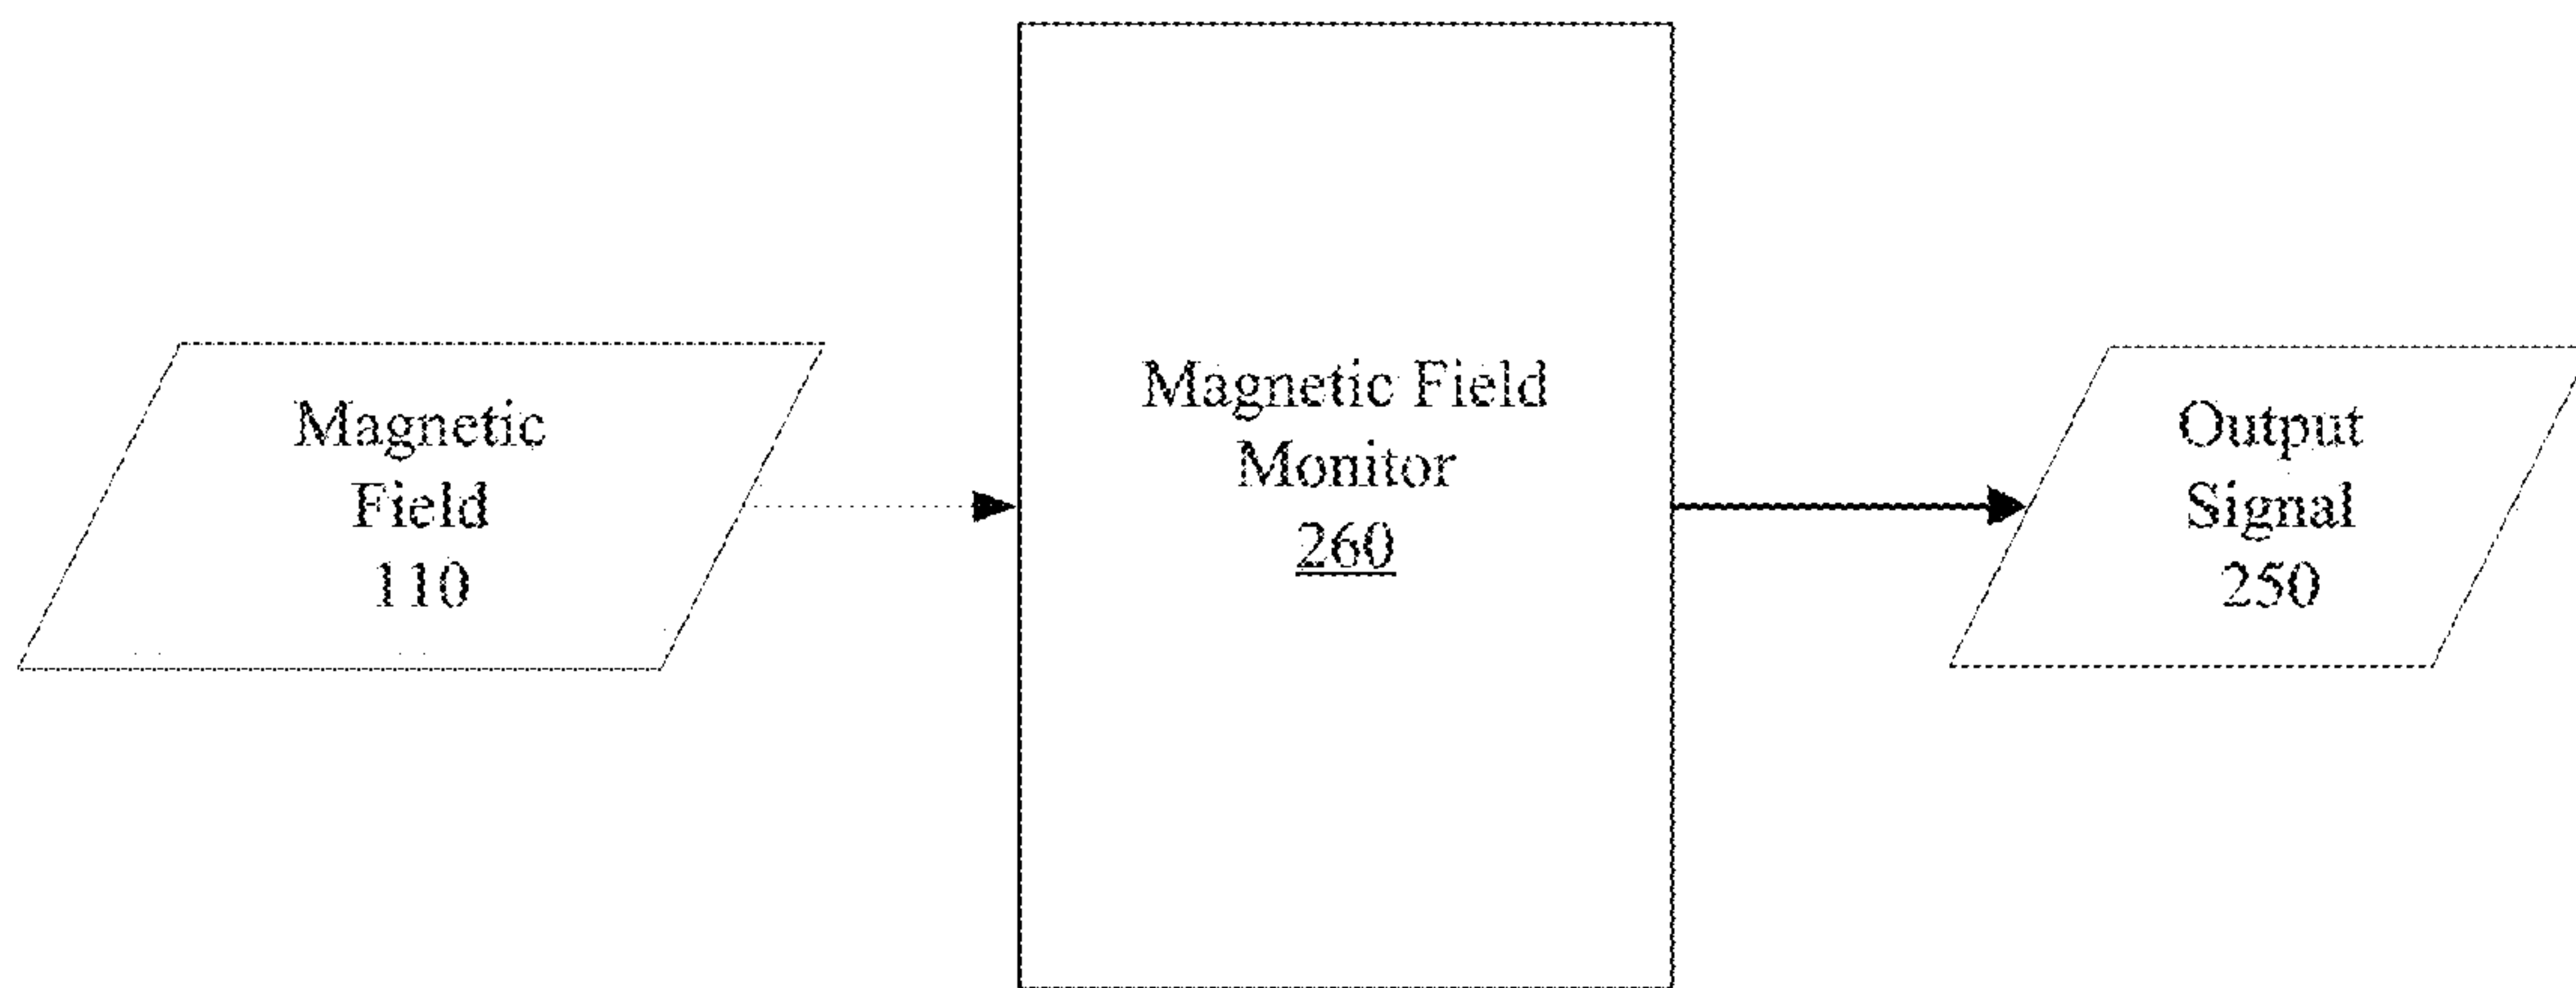 Magnetic
Field
110
Magnetic Field
Monitor
260
Output
Signal
250